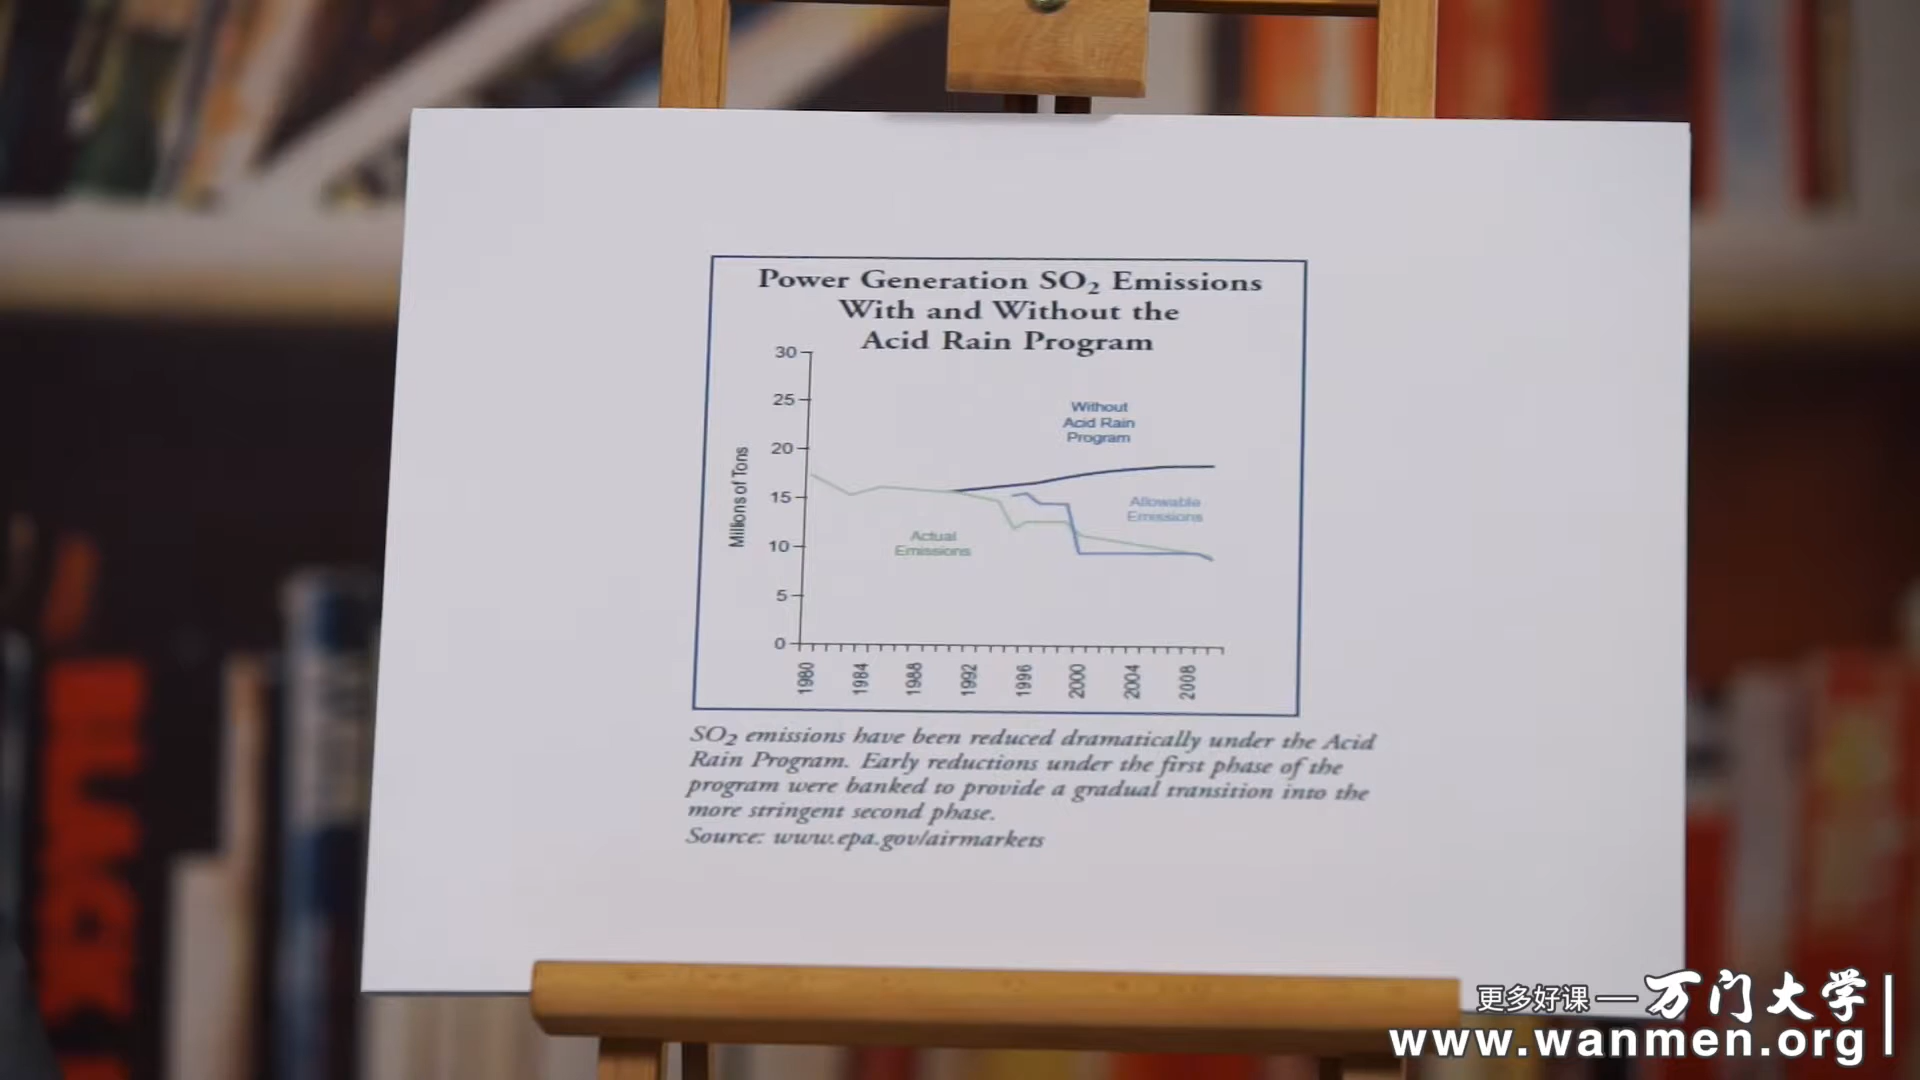 Power Generation SO₂ Emissions
With and Without the
Acid Rain Program
30
25
20
15
10
5
0
Millions of Tons
Without
Acid Rain
Program
Allowable
Emissions
Actual
Emissions
1980
1984
1988
1992
1996
2000
2004
2008
SO₂ emissions have been reduced dramatically under the Acid
Rain Program. Early reductions under the first phase of the
program were banked to provide a gradual transition into the
more stringent second phase.
Source: www.epa.gov/airmarkets
更多好课 — 万门大学
www.wanmen.org